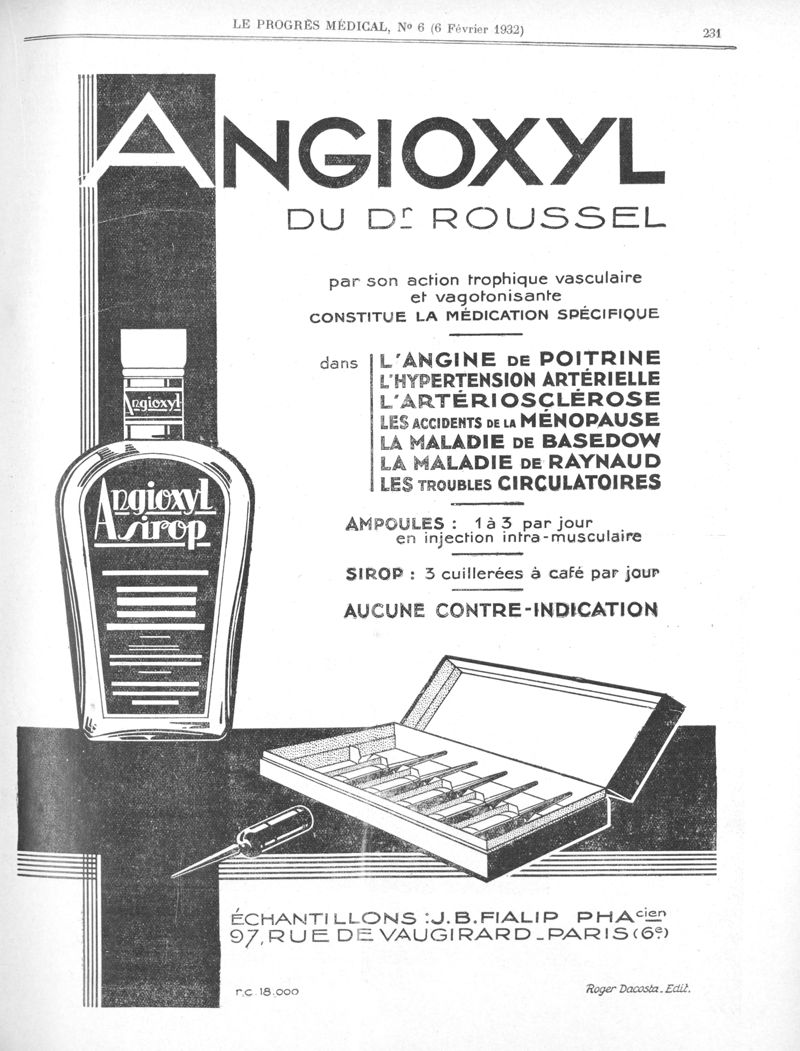 LE PROGRÈS MÉDICAL, No 6 (6 Février 1932)
231
ANGIOXYL
DU Dr ROUSSEL
par son action trophique vasculaire
et vagotonisante
CONSTITUE LA MÉDICATION SPÉCIFIQUE
dans
L'ANGINE DE POITRINE
L'HYPERTENSION ARTÉRIELLE
L'ARTÉRIOSCLÉROSE
LES ACCIDENTS DE LA MÉNOPAUSE
LA MALADIE DE BASEDOW
LA MALADIE DE RAYNAUD
LES TROUBLES CIRCULATOIRES
Angioxyl
Angioxyl
sirop
AMPOULES : 1 à 3 par jour
en injection intra-musculaire
SIROP : 3 cuillerées à café par jour
AUCUNE CONTRE-INDICATION
ÉCHANTILLONS : J.B. FIALIP PHAcien
97, RUE DE VAUGIRARD_PARIS (6e)
r.c. 18.000
Roger Dacosta_Edit.